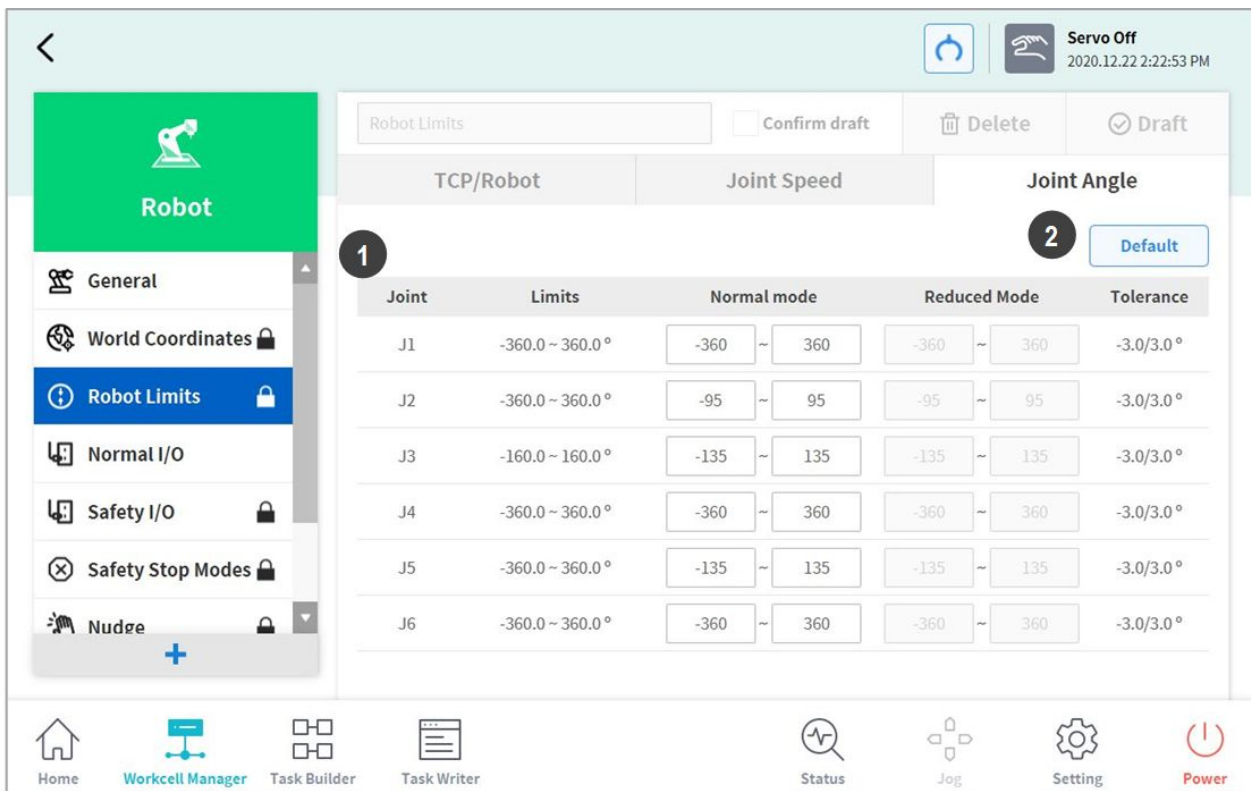 Servo Off
2020.12.22 2:22:53 PM
Robot
General
World Coordinates
Robot Limits
Normal I/O
Safety I/O
Safety Stop Modes
Nudge
+
Robot Limits
Confirm draft
Delete
Draft
TCP/Robot Joint Speed Joint Angle
1
2
Default
Joint Limits Normal mode Reduced Mode Tolerance
J1 -360.0 ~ 360.0 º -360 ~ 360 -360 ~ 360 -3.0/3.0 º
J2 -360.0 ~ 360.0 º -95 ~ 95 -95 ~ 95 -3.0/3.0 º
J3 -160.0 ~ 160.0 º -135 ~ 135 -135 ~ 135 -3.0/3.0 º
J4 -360.0 ~ 360.0 º -360 ~ 360 -360 ~ 360 -3.0/3.0 º
J5 -360.0 ~ 360.0 º -135 ~ 135 -135 ~ 135 -3.0/3.0 º
J6 -360.0 ~ 360.0 º -360 ~ 360 -360 ~ 360 -3.0/3.0 º
Home Workcell Manager Task Builder Task Writer Status Jog Setting Power